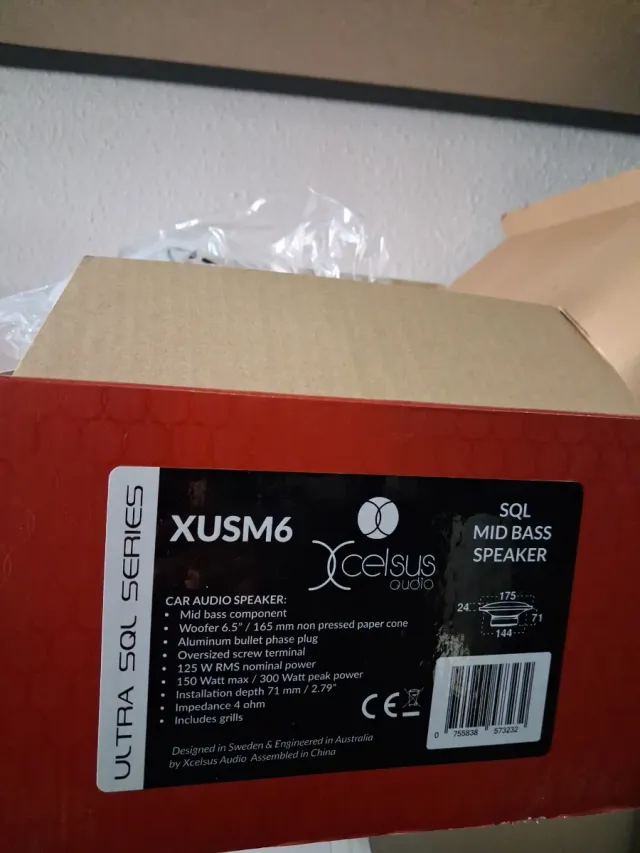 ULTRA SQL SERIES
XUSM6
Xcelsus
audio
SQL
MID BASS
SPEAKER
175
24
71
144
CAR AUDIO SPEAKER:
• Mid bass component
• Woofer 6.5" / 165 mm non pressed paper cone
• Aluminum bullet phase plug
• Oversized screw terminal
• 125 W RMS nominal power
• 150 Watt max / 300 Watt peak power
• Installation depth 71 mm / 2.79"
• Impedance 4 ohm
• Includes grills
CE
0 755838 573232
Designed in Sweden & Engineered in Australia
by Xcelsus Audio Assembled in China